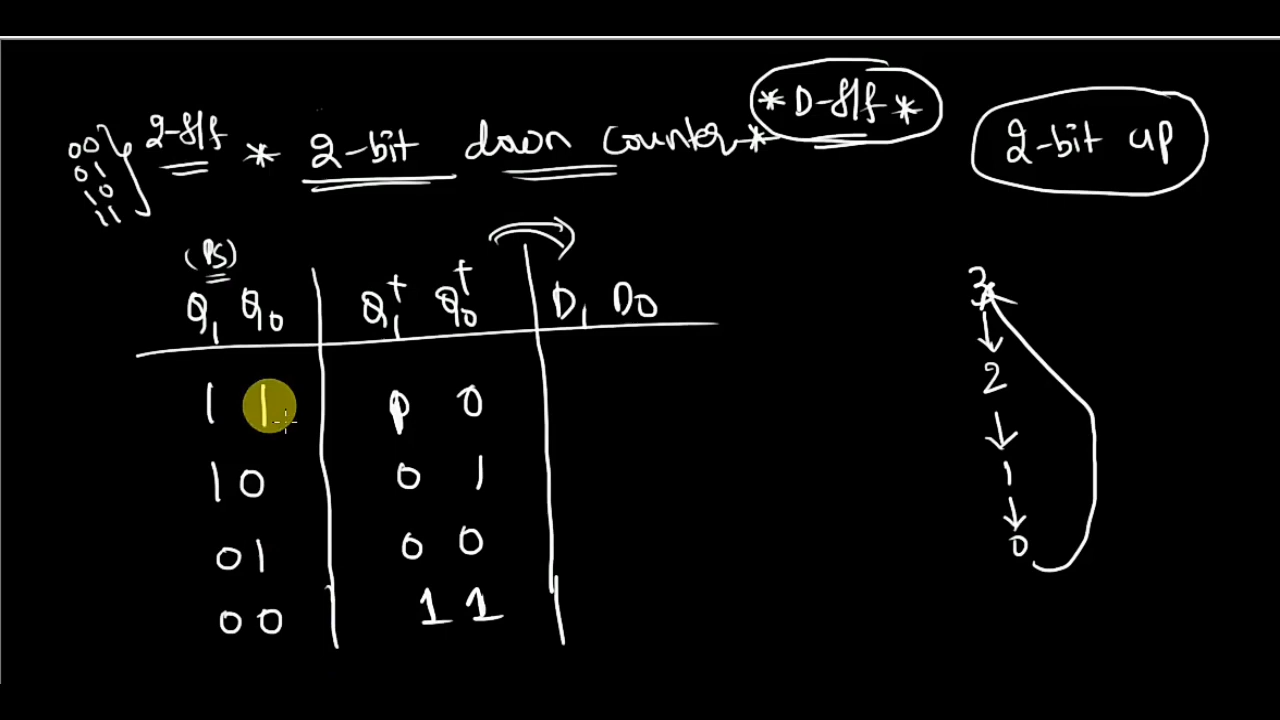 00
01
10
11
2-f/f * 2-bit down counter * * D-f/f *
2-bit up
(PS)
Q1 Q0 Q1+ Q0+ D1 D0
1 1 0
1 0 0 1
0 1 0 0
0 0 1 1
3
2
1
0